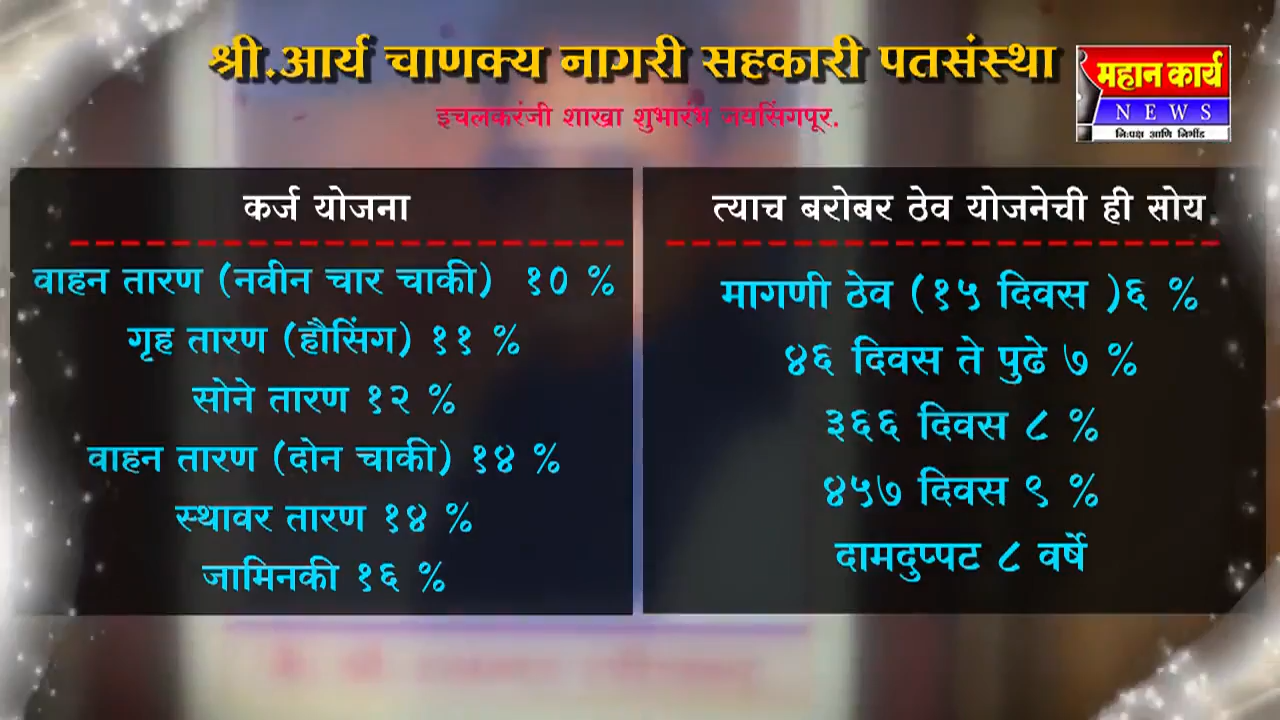 श्री.आर्य चाणक्य नागरी सहकारी पतसंस्था
इचलकरंजी शाखा शुभारंभ जयसिंगपूर.
महान कार्य
NEWS
निःपक्ष आणि निर्भीड
कर्ज योजना
वाहन तारण (नवीन चार चाकी) १० %
गृह तारण (हौसिंग) ११ %
सोने तारण १२ %
वाहन तारण (दोन चाकी) १४ %
स्थावर तारण १४ %
जामिनकी १६ %
त्याच बरोबर ठेव योजनेची ही सोय
मागणी ठेव (१५ दिवस )६ %
४६ दिवस ते पुढे ७ %
३६६ दिवस ८ %
४५७ दिवस ९ %
दामदुप्पट ८ वर्षे